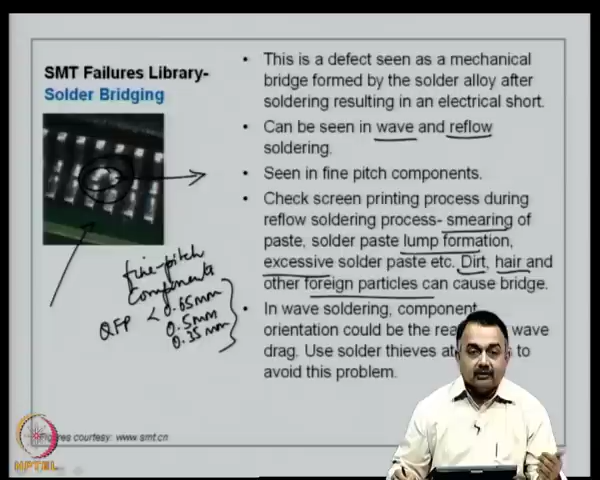 SMT Failures Library-
Solder Bridging
• This is a defect seen as a mechanical
bridge formed by the solder alloy after
soldering resulting in an electrical short.
• Can be seen in wave and reflow
soldering.
• Seen in fine pitch components.
• Check screen printing process during
reflow soldering process- smearing of
paste, solder paste lump formation,
excessive solder paste etc. Dirt, hair and
other foreign particles can cause bridge.
• In wave soldering, component
orientation could be the wave
drag. Use solder thieves to
avoid this problem.
fine-pitch
components
QFP < 0.65mm
0.5mm
0.35mm
Figures courtesy: www.smt.cn
NPTEL